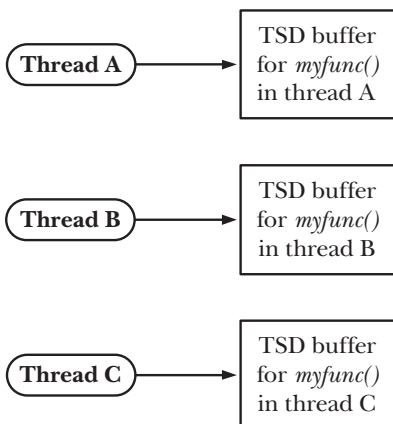 Thread A
TSD buffer
for myfunc()
in thread A
Thread B
TSD buffer
for myfunc()
in thread B
Thread C
TSD buffer
for myfunc()
in thread C